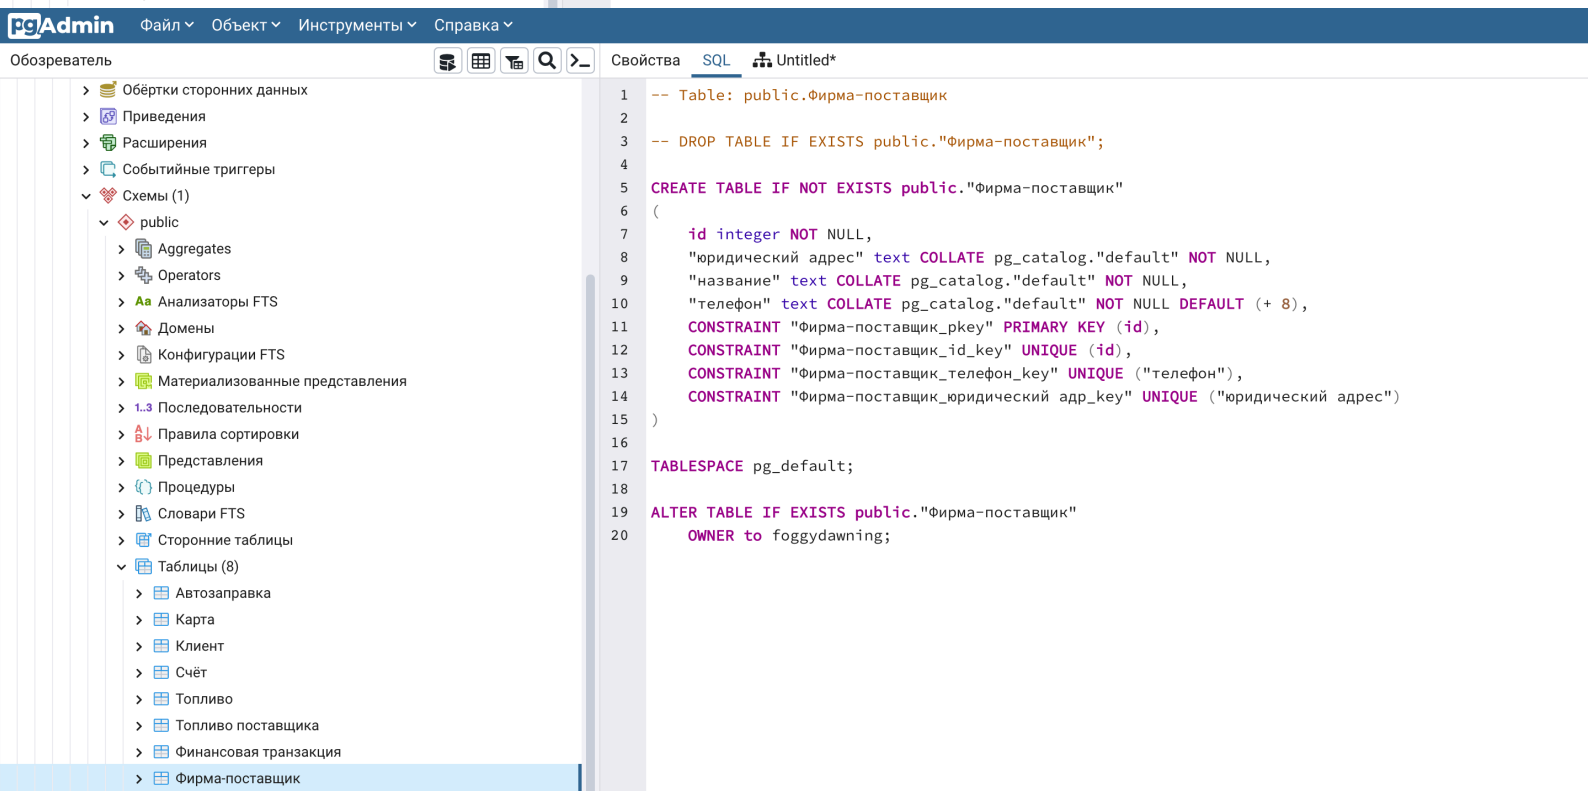 pgAdmin Файл Объект Инструменты Справка
Обозреватель
Свойства SQL Untitled*
Обёртки сторонних данных
Приведения
Расширения
Событийные триггеры
Схемы (1)
public
Aggregates
Operators
Aa Анализаторы FTS
Домены
Конфигурации FTS
Материализованные представления
1..3 Последовательности
Правила сортировки
Представления
Процедуры
Словари FTS
Сторонние таблицы
Таблицы (8)
Автозаправка
Карта
Клиент
Счёт
Топливо
Топливо поставщика
Финансовая транзакция
Фирма-поставщик
1 -- Table: public.Фирма-поставщик
2
3 -- DROP TABLE IF EXISTS public."Фирма-поставщик";
4
5 CREATE TABLE IF NOT EXISTS public."Фирма-поставщик"
6 (
7 id integer NOT NULL,
8 "юридический адрес" text COLLATE pg_catalog."default" NOT NULL,
9 "название" text COLLATE pg_catalog."default" NOT NULL,
10 "телефон" text COLLATE pg_catalog."default" NOT NULL DEFAULT (+ 8),
11 CONSTRAINT "Фирма-поставщик_pkey" PRIMARY KEY (id),
12 CONSTRAINT "Фирма-поставщик_id_key" UNIQUE (id),
13 CONSTRAINT "Фирма-поставщик_телефон_key" UNIQUE ("телефон"),
14 CONSTRAINT "Фирма-поставщик_юридический адр_key" UNIQUE ("юридический адрес")
15 )
16
17 TABLESPACE pg_default;
18
19 ALTER TABLE IF EXISTS public."Фирма-поставщик"
20 OWNER to foggydawning;